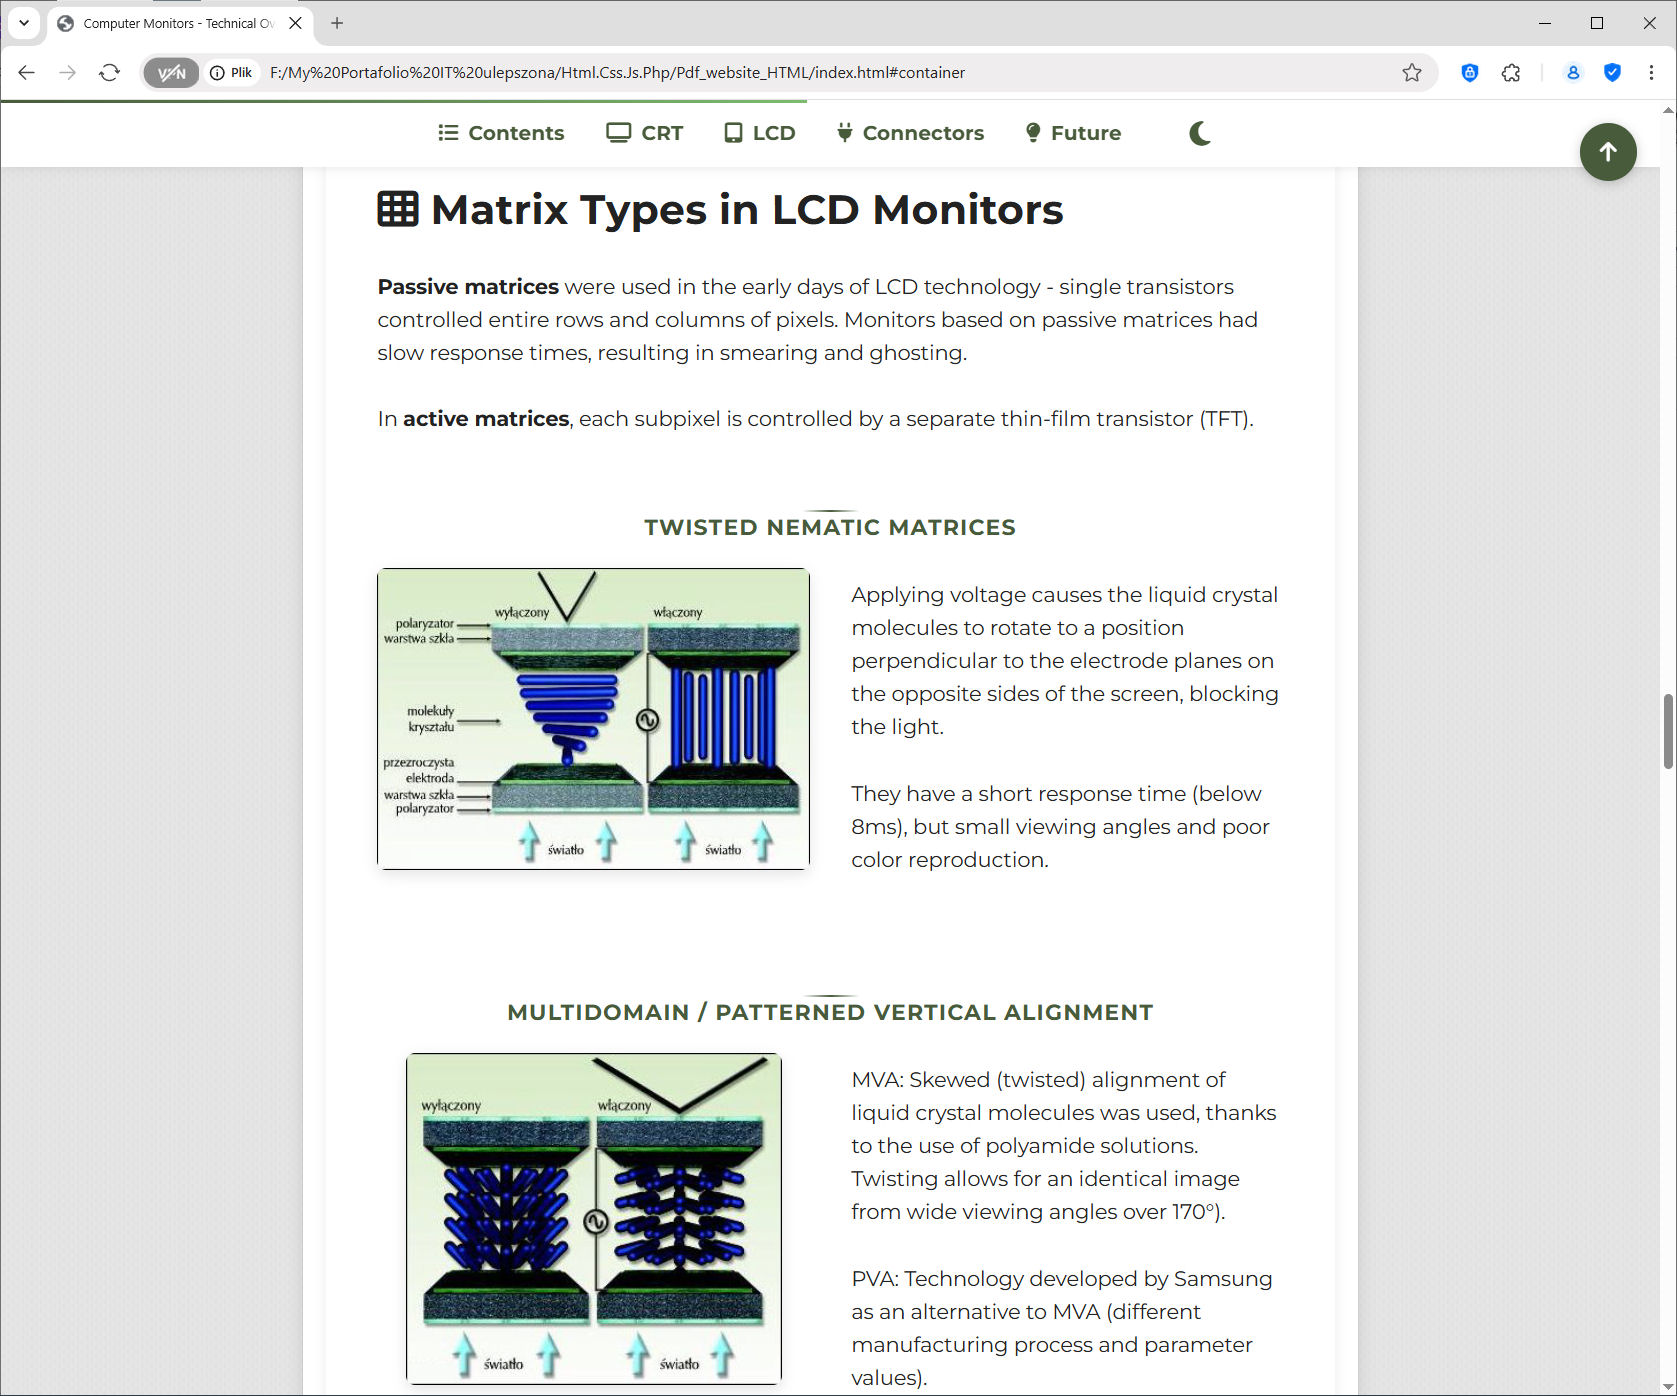 Computer Monitors - Technical Ov
VPN
Plik
F:/My%20Portafolio%20IT%20ulepszona/Html.Css.Js.Php/Pdf_website_HTML/index.html#container
Contents
CRT
LCD
Connectors
Future
Matrix Types in LCD Monitors
Passive matrices were used in the early days of LCD technology - single transistors
controlled entire rows and columns of pixels. Monitors based on passive matrices had
slow response times, resulting in smearing and ghosting.
In active matrices, each subpixel is controlled by a separate thin-film transistor (TFT).
TWISTED NEMATIC MATRICES
wyłączony
włączony
polaryzator
warstwa szkła
molekuły
kryształu
przezroczysta
elektroda
warstwa szkła
polaryzator
światło
światło
Applying voltage causes the liquid crystal
molecules to rotate to a position
perpendicular to the electrode planes on
the opposite sides of the screen, blocking
the light.
They have a short response time (below
8ms), but small viewing angles and poor
color reproduction.
MULTIDOMAIN / PATTERNED VERTICAL ALIGNMENT
wyłączony
włączony
światło
światło
MVA: Skewed (twisted) alignment of
liquid crystal molecules was used, thanks
to the use of polyamide solutions.
Twisting allows for an identical image
from wide viewing angles over 170°).
PVA: Technology developed by Samsung
as an alternative to MVA (different
manufacturing process and parameter
values).